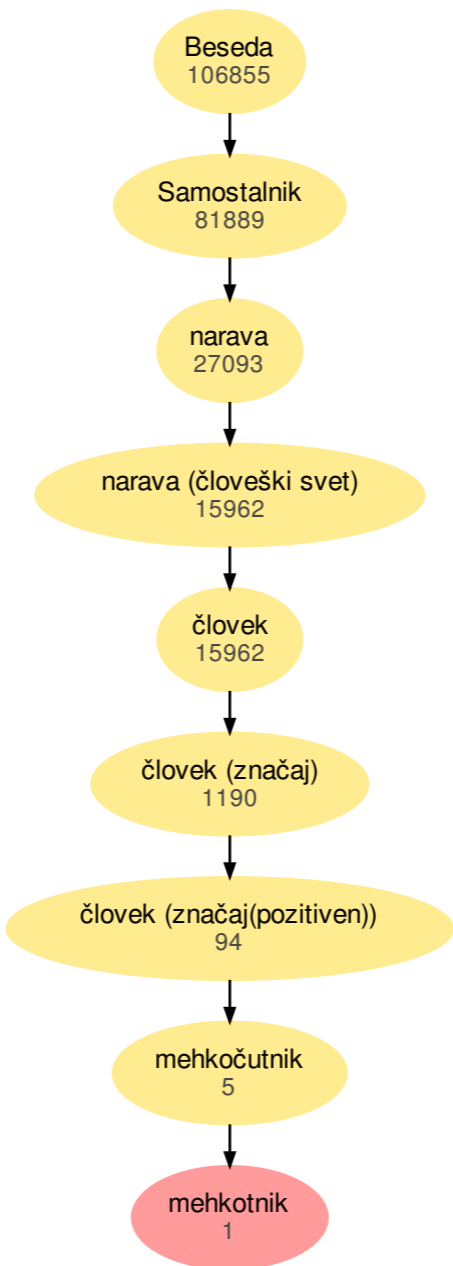 Beseda
106855
Samostalnik
81889
narava
27093
narava (človeški svet)
15962
človek
15962
človek (značaj)
1190
človek (značaj(pozitiven))
94
mehkočutnik
5
mehkotnik
1